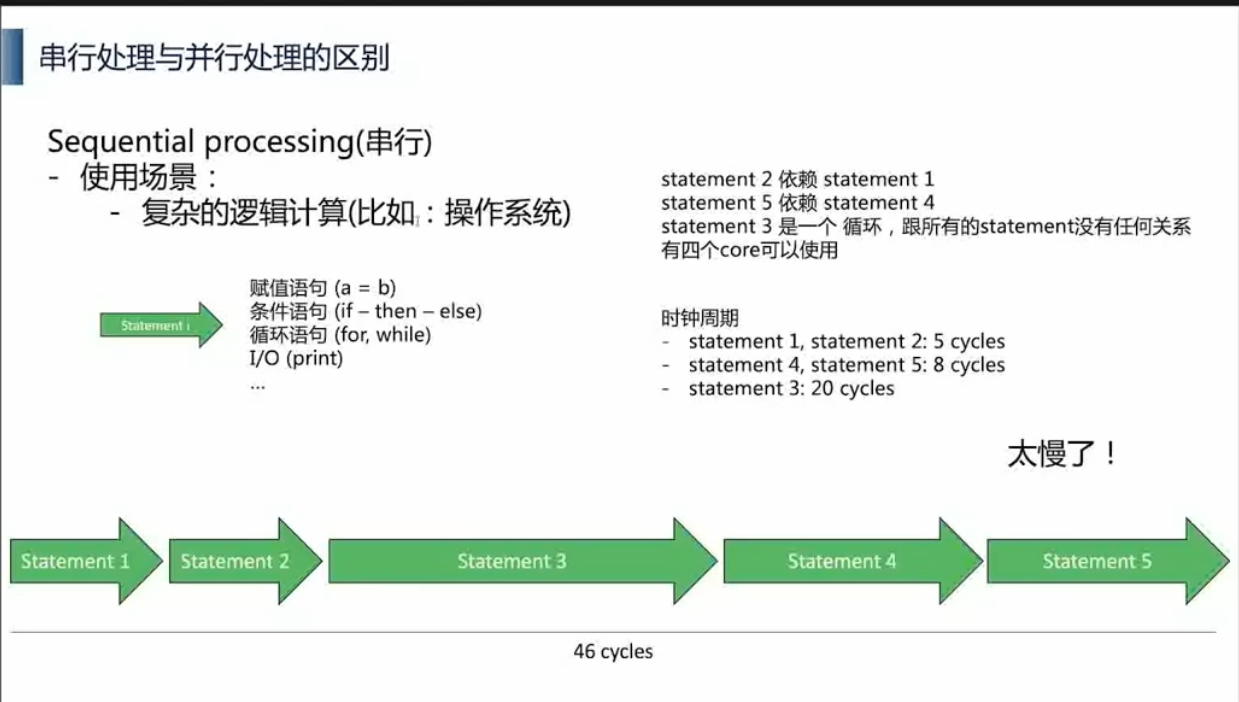 串行处理与并行处理的区别
Sequential processing(串行)
- 使用场景：
- 复杂的逻辑计算(比如：操作系统)
statement 2 依赖 statement 1
statement 5 依赖 statement 4
statement 3 是一个 循环，跟所有的statement没有任何关系
有四个core可以使用
Statement i
赋值语句 (a = b)
条件语句 (if – then – else)
循环语句 (for, while)
I/O (print)
...
时钟周期
- statement 1, statement 2: 5 cycles
- statement 4, statement 5: 8 cycles
- statement 3: 20 cycles
太慢了！
Statement 1
Statement 2
Statement 3
Statement 4
Statement 5
46 cycles